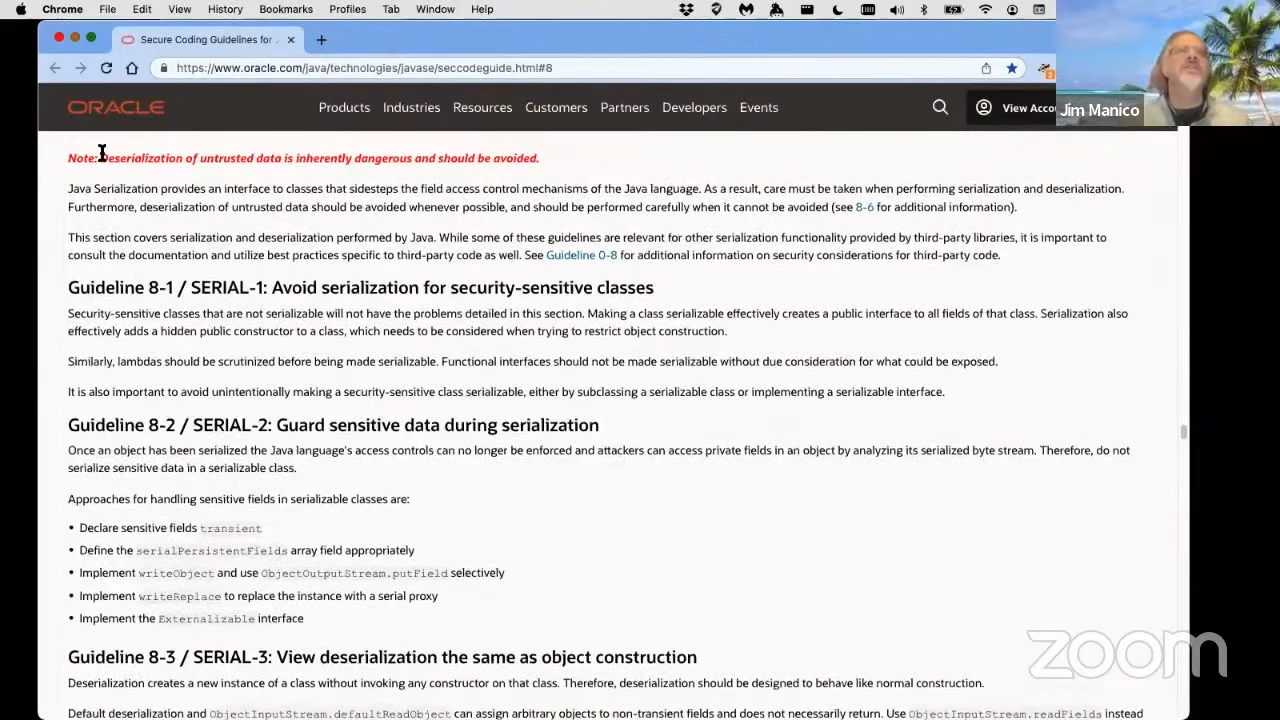 Chrome File Edit View History Bookmarks Profiles Tab Window Help
Secure Coding Guidelines for
https://www.oracle.com/java/technologies/javase/seccodeguide.html#8
ORACLE Products Industries Resources Customers Partners Developers Events View Accou
Jim Manico
Note: Deserialization of untrusted data is inherently dangerous and should be avoided.
Java Serialization provides an interface to classes that sidesteps the field access control mechanisms of the Java language. As a result, care must be taken when performing serialization and deserialization.
Furthermore, deserialization of untrusted data should be avoided whenever possible, and should be performed carefully when it cannot be avoided (see 8-6 for additional information).
This section covers serialization and deserialization performed by Java. While some of these guidelines are relevant for other serialization functionality provided by third-party libraries, it is important to
consult the documentation and utilize best practices specific to third-party code as well. See Guideline 0-8 for additional information on security considerations for third-party code.
Guideline 8-1 / SERIAL-1: Avoid serialization for security-sensitive classes
Security-sensitive classes that are not serializable will not have the problems detailed in this section. Making a class serializable effectively creates a public interface to all fields of that class. Serialization also
effectively adds a hidden public constructor to a class, which needs to be considered when trying to restrict object construction.
Similarly, lambdas should be scrutinized before being made serializable. Functional interfaces should not be made serializable without due consideration for what could be exposed.
It is also important to avoid unintentionally making a security-sensitive class serializable, either by subclassing a serializable class or implementing a serializable interface.
Guideline 8-2 / SERIAL-2: Guard sensitive data during serialization
Once an object has been serialized the Java language's access controls can no longer be enforced and attackers can access private fields in an object by analyzing its serialized byte stream. Therefore, do not
serialize sensitive data in a serializable class.
Approaches for handling sensitive fields in serializable classes are:
• Declare sensitive fields transient
• Define the serialPersistentFields array field appropriately
• Implement writeObject and use ObjectOutputStream.putField selectively
• Implement writeReplace to replace the instance with a serial proxy
• Implement the Externalizable interface
Guideline 8-3 / SERIAL-3: View deserialization the same as object construction
Deserialization creates a new instance of a class without invoking any constructor on that class. Therefore, deserialization should be designed to behave like normal construction.
Default deserialization and ObjectInputStream.defaultReadObject can assign arbitrary objects to non-transient fields and does not necessarily return. Use ObjectInputStream.readFields instead
zoom